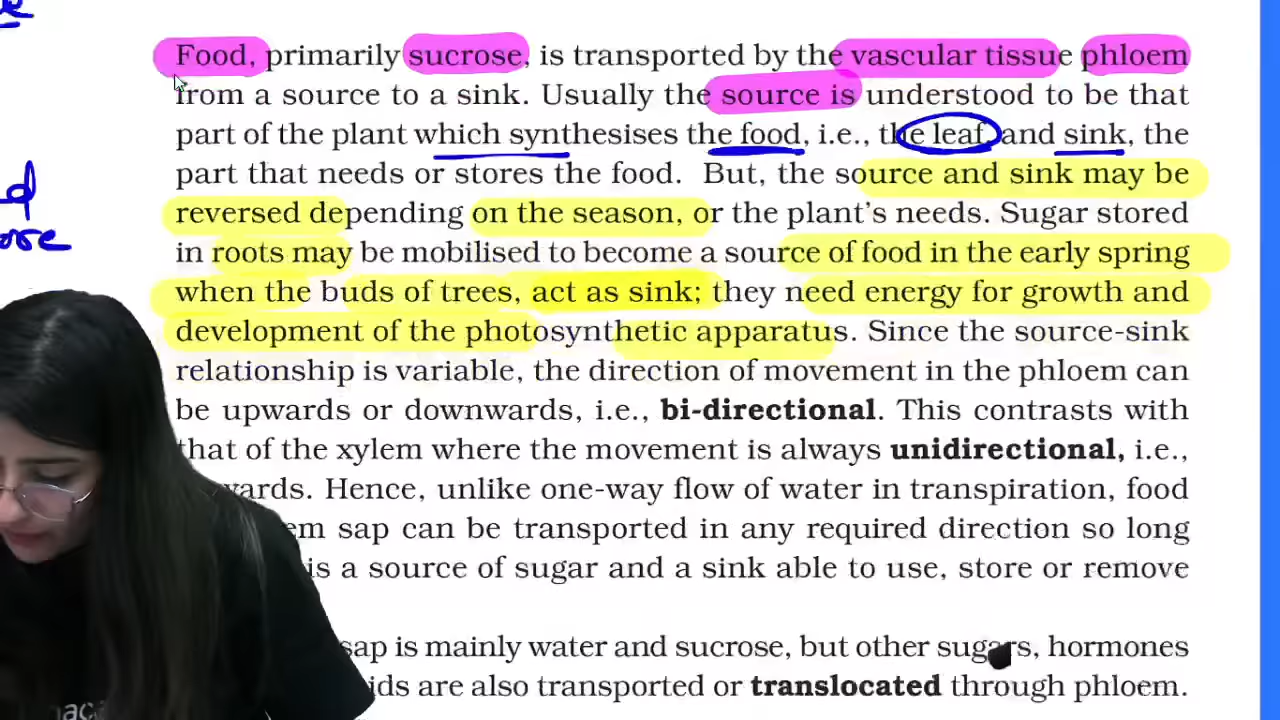 Food, primarily sucrose, is transported by the vascular tissue phloem
from a source to a sink. Usually the source is understood to be that
part of the plant which synthesises the food, i.e., the leaf, and sink, the
part that needs or stores the food. But, the source and sink may be
reversed depending on the season, or the plant's needs. Sugar stored
in roots may be mobilised to become a source of food in the early spring
when the buds of trees, act as sink; they need energy for growth and
development of the photosynthetic apparatus. Since the source-sink
relationship is variable, the direction of movement in the phloem can
be upwards or downwards, i.e., bi-directional. This contrasts with
that of the xylem where the movement is always unidirectional, i.e.,
Hence, unlike one-way flow of water in transpiration, food
sap can be transported in any required direction so long
is a source of sugar and a sink able to use, store or remove
sap is mainly water and sucrose, but other sugars, hormones
are also transported or translocated through phloem.